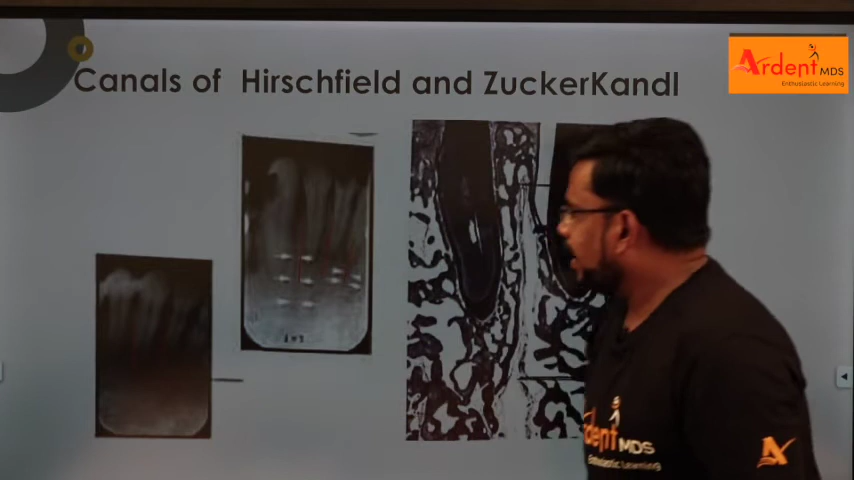 Canals of Hirschfield and ZuckerKandl
Ardent MDS
Enthusiastic Learning
Ardent MDS
Enthusiastic Learning